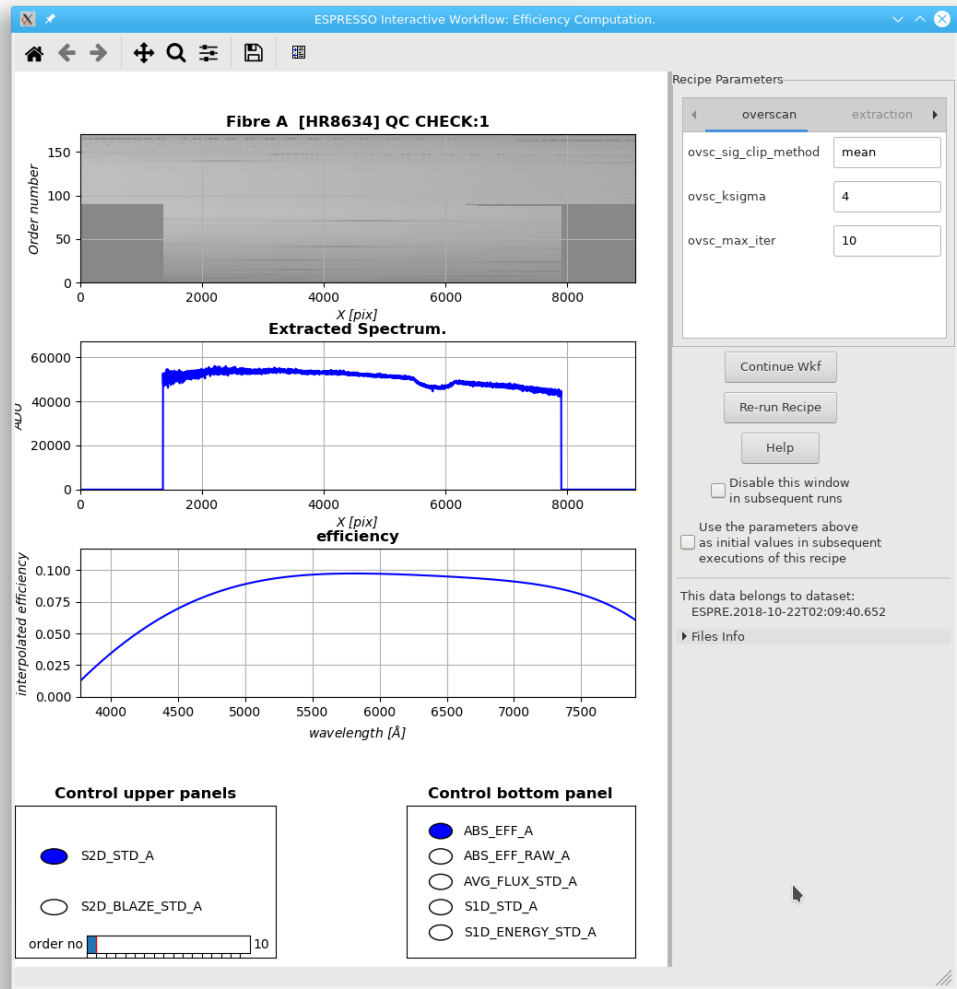 ESPRESSO Interactive Workflow: Efficiency Computation.
Fibre A [HR8634] QC CHECK:1
Order number
150
100
50
0
0 2000 4000 6000 8000
X [pix]
Extracted Spectrum.
ADU
60000
40000
20000
0
0 2000 4000 6000 8000
X [pix]
efficiency
interpolated efficiency
0.100
0.075
0.050
0.025
0.000
4000 4500 5000 5500 6000 6500 7000 7500
wavelength [Å]
Control upper panels
S2D_STD_A
S2D_BLAZE_STD_A
order no 10
Control bottom panel
ABS_EFF_A
ABS_EFF_RAW_A
AVG_FLUX_STD_A
S1D_STD_A
S1D_ENERGY_STD_A
Recipe Parameters
overscan extraction
ovsc_sig_clip_method mean
ovsc_ksigma 4
ovsc_max_iter 10
Continue Wkf
Re-run Recipe
Help
Disable this window
in subsequent runs
Use the parameters above
as initial values in subsequent
executions of this recipe
This data belongs to dataset:
ESPRE.2018-10-22T02:09:40.652
Files Info